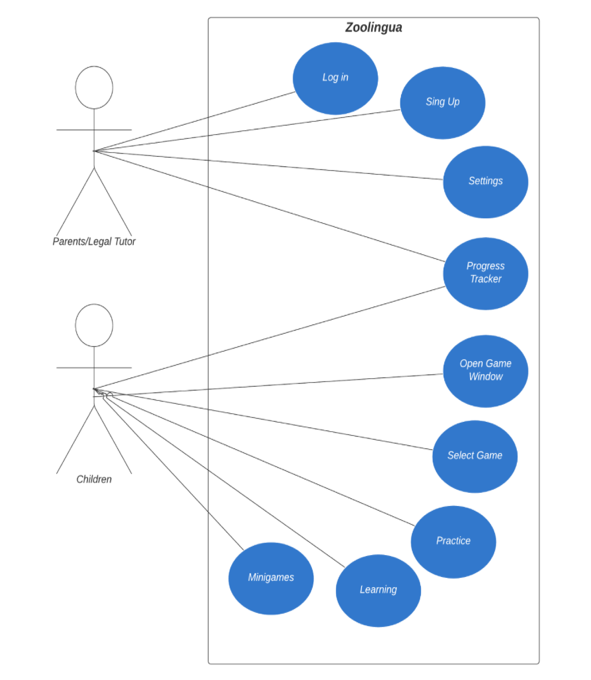 Zoolingua
Log in
Sing Up
Settings
Parents/Legal Tutor
Progress
Tracker
Open Game
Window
Select Game
Children
Practice
Minigames
Learning